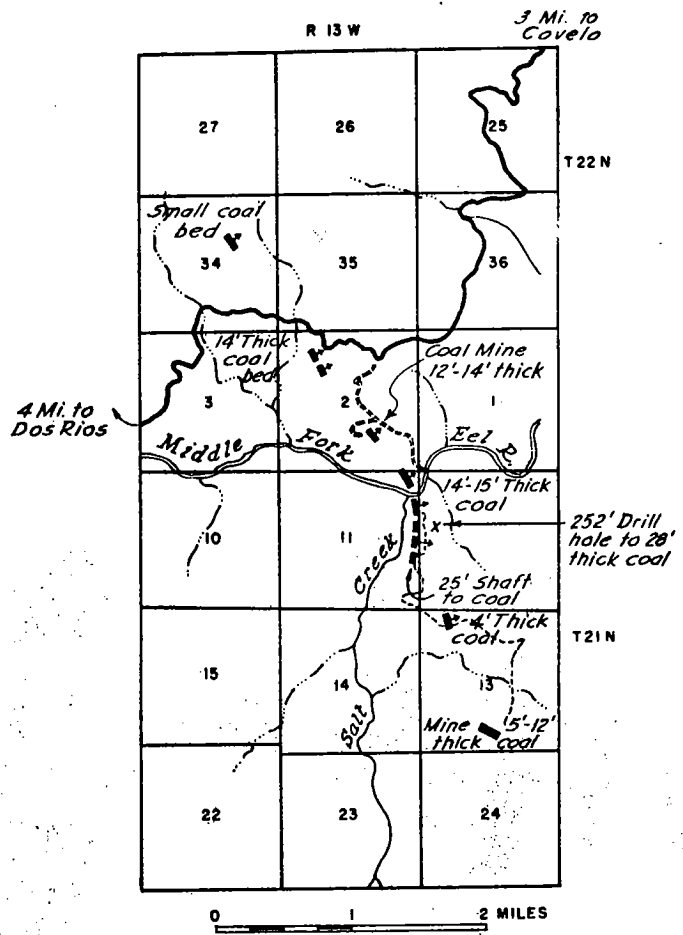 3 Mi. to
Covelo
R 13 W
27
26
25
T 22 N
Small coal
bed
34
35
36
14' Thick
coal
bed
Coal Mine
12'-14' thick
3
2
1
4 Mi. to
Dos Rios
Middle Fork Eel R.
14'-15' Thick
coal
10
11
x
252' Drill
hole to 28'
thick coal
25' Shaft
to coal
Salt Creek
4' Thick
coal
T 21 N
15
14
13
Mine 5'-12'
thick coal
22
23
24
0 1 2 MILES